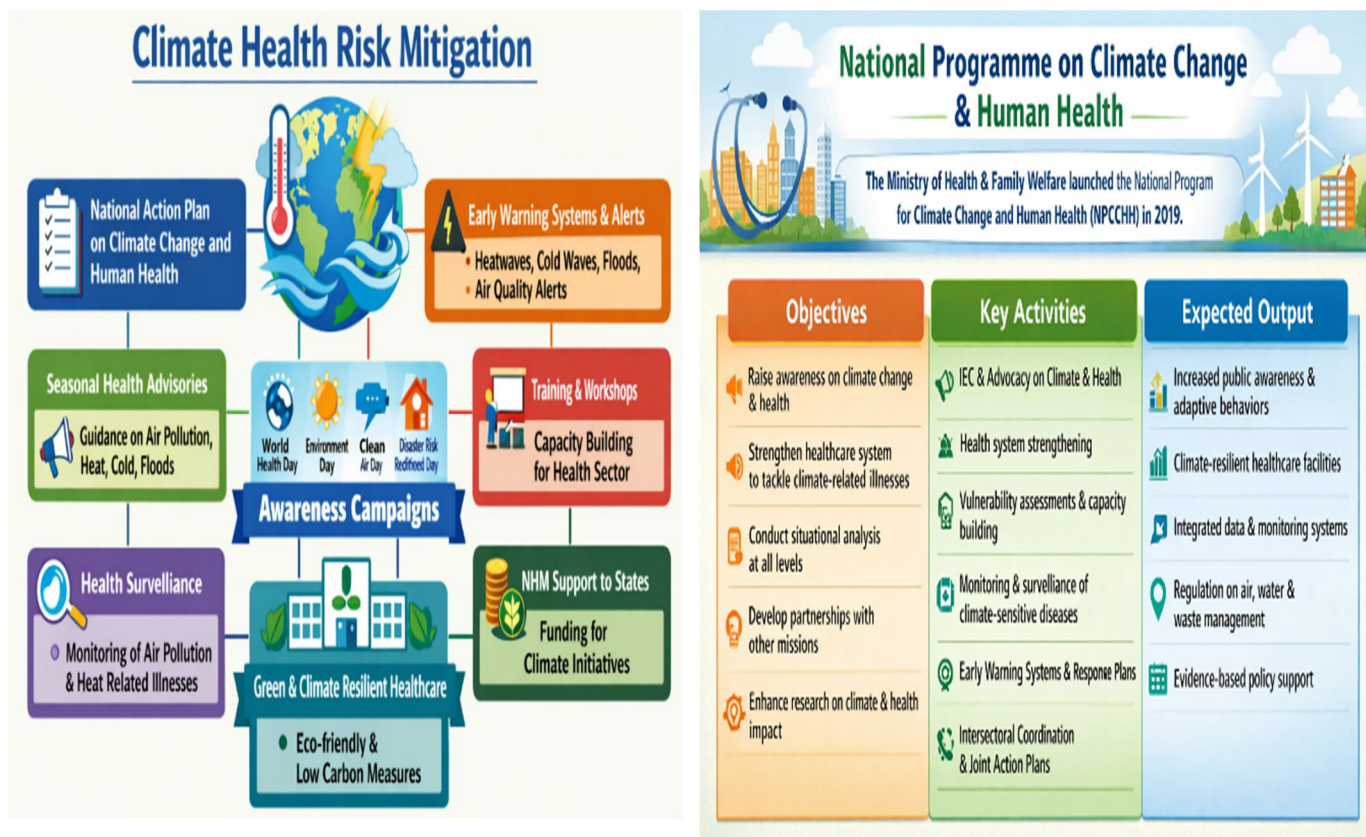 Climate Health Risk Mitigation
National Action Plan
on Climate Change and
Human Health
Early Warning Systems & Alerts
• Heatwaves, Cold Waves, Floods,
• Air Quality Alerts
Seasonal Health Advisories
Guidance on Air Pollution,
Heat, Cold, Floods
World
Health Day
Environment
Day
Clean
Air Day
Disaster Risk
Day
Awareness Campaigns
Training & Workshops
Capacity Building
for Health Sector
Health Survelliance
• Monitoring of Air Pollution
& Heat Related Illnesses
Green & Climate Resilient Healthcare
• Eco-friendly &
Low Carbon Measures
NHM Support to States
Funding for
Climate Initiatives
National Programme on Climate Change
& Human Health
The Ministry of Health & Family Welfare launched the National Program
for Climate Change and Human Health (NPCCHH) in 2019.
Objectives
Raise awareness on climate change
& health
Strengthen healthcare system
to tackle climate-related illnesses
Conduct situational analysis
at all levels
Develop partnerships with
other missions
Enhance research on climate & health
impact
Key Activities
IEC & Advocacy on Climate & Health
Health system strengthening
Vulnerability assessments & capacity
building
Monitoring & survelliance of
climate-sensitive diseases
Early Warning Systems & Response Plans
Intersectoral Coordination
& Joint Action Plans
Expected Output
Increased public awareness &
adaptive behaviors
Climate-resilient healthcare facilities
Integrated data & monitoring systems
Regulation on air, water &
waste management
Evidence-based policy support